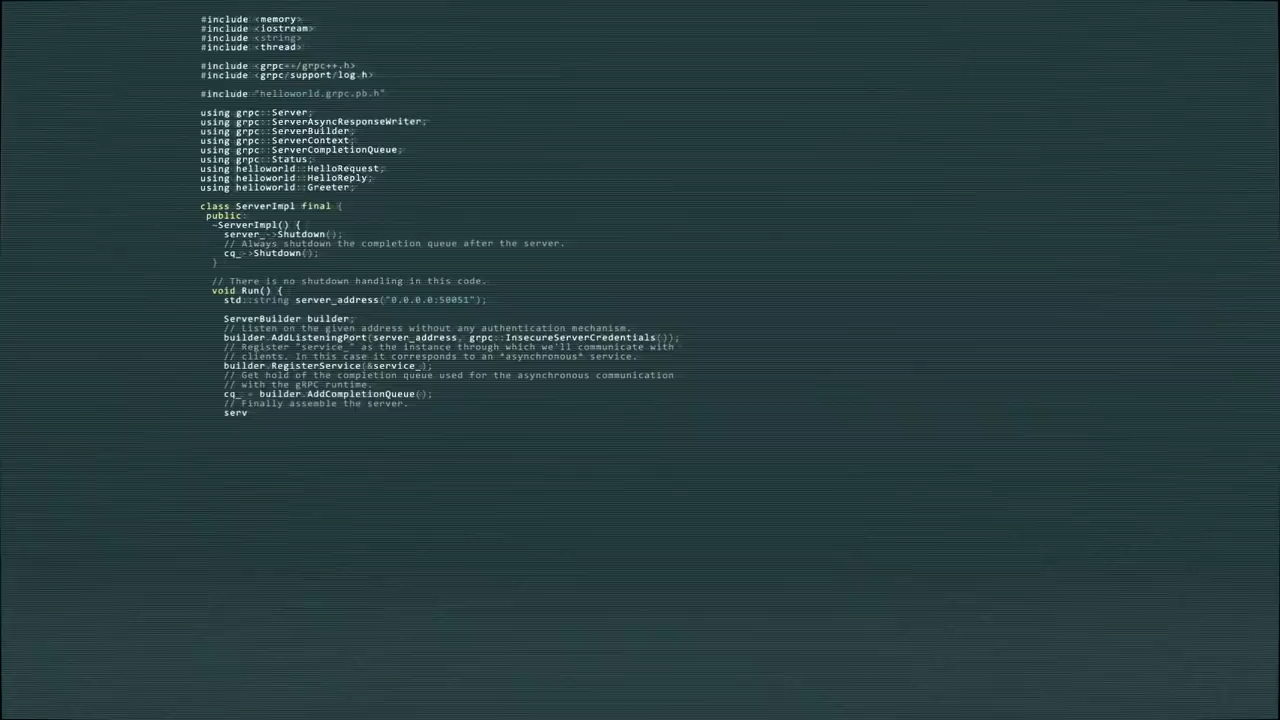 #include <memory>
#include <iostream>
#include <string>
#include <thread>
#include <grpc++/grpc++.h>
#include <grpc/support/log.h>
#include "helloworld.grpc.pb.h"
using grpc::Server;
using grpc::ServerAsyncResponseWriter;
using grpc::ServerBuilder;
using grpc::ServerContext;
using grpc::ServerCompletionQueue;
using grpc::Status;
using helloworld::HelloRequest;
using helloworld::HelloReply;
using helloworld::Greeter;
class ServerImpl final {
public:
~ServerImpl() {
server_->Shutdown();
// Always shutdown the completion queue after the server.
cq_->Shutdown();
}
// There is no shutdown handling in this code.
void Run() {
std::string server_address("0.0.0.0:50051");
ServerBuilder builder;
// Listen on the given address without any authentication mechanism.
builder.AddListeningPort(server_address, grpc::InsecureServerCredentials());
// Register "service_" as the instance through which we'll communicate with
// clients. In this case it corresponds to an *asynchronous* service.
builder.RegisterService(&service_);
// Get hold of the completion queue used for the asynchronous communication
// with the gRPC runtime.
cq_ = builder.AddCompletionQueue();
// Finally assemble the server.
serv